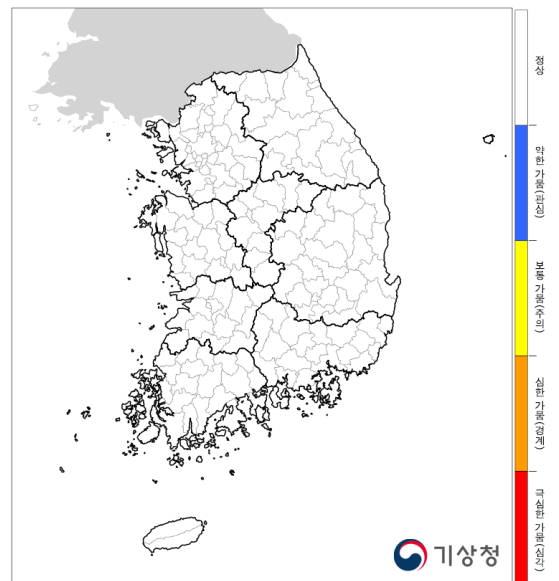 정상
약한 가뭄(관심)
보통 가뭄(주의)
심한 가뭄(경계)
극심한 가뭄(심각)
기상청